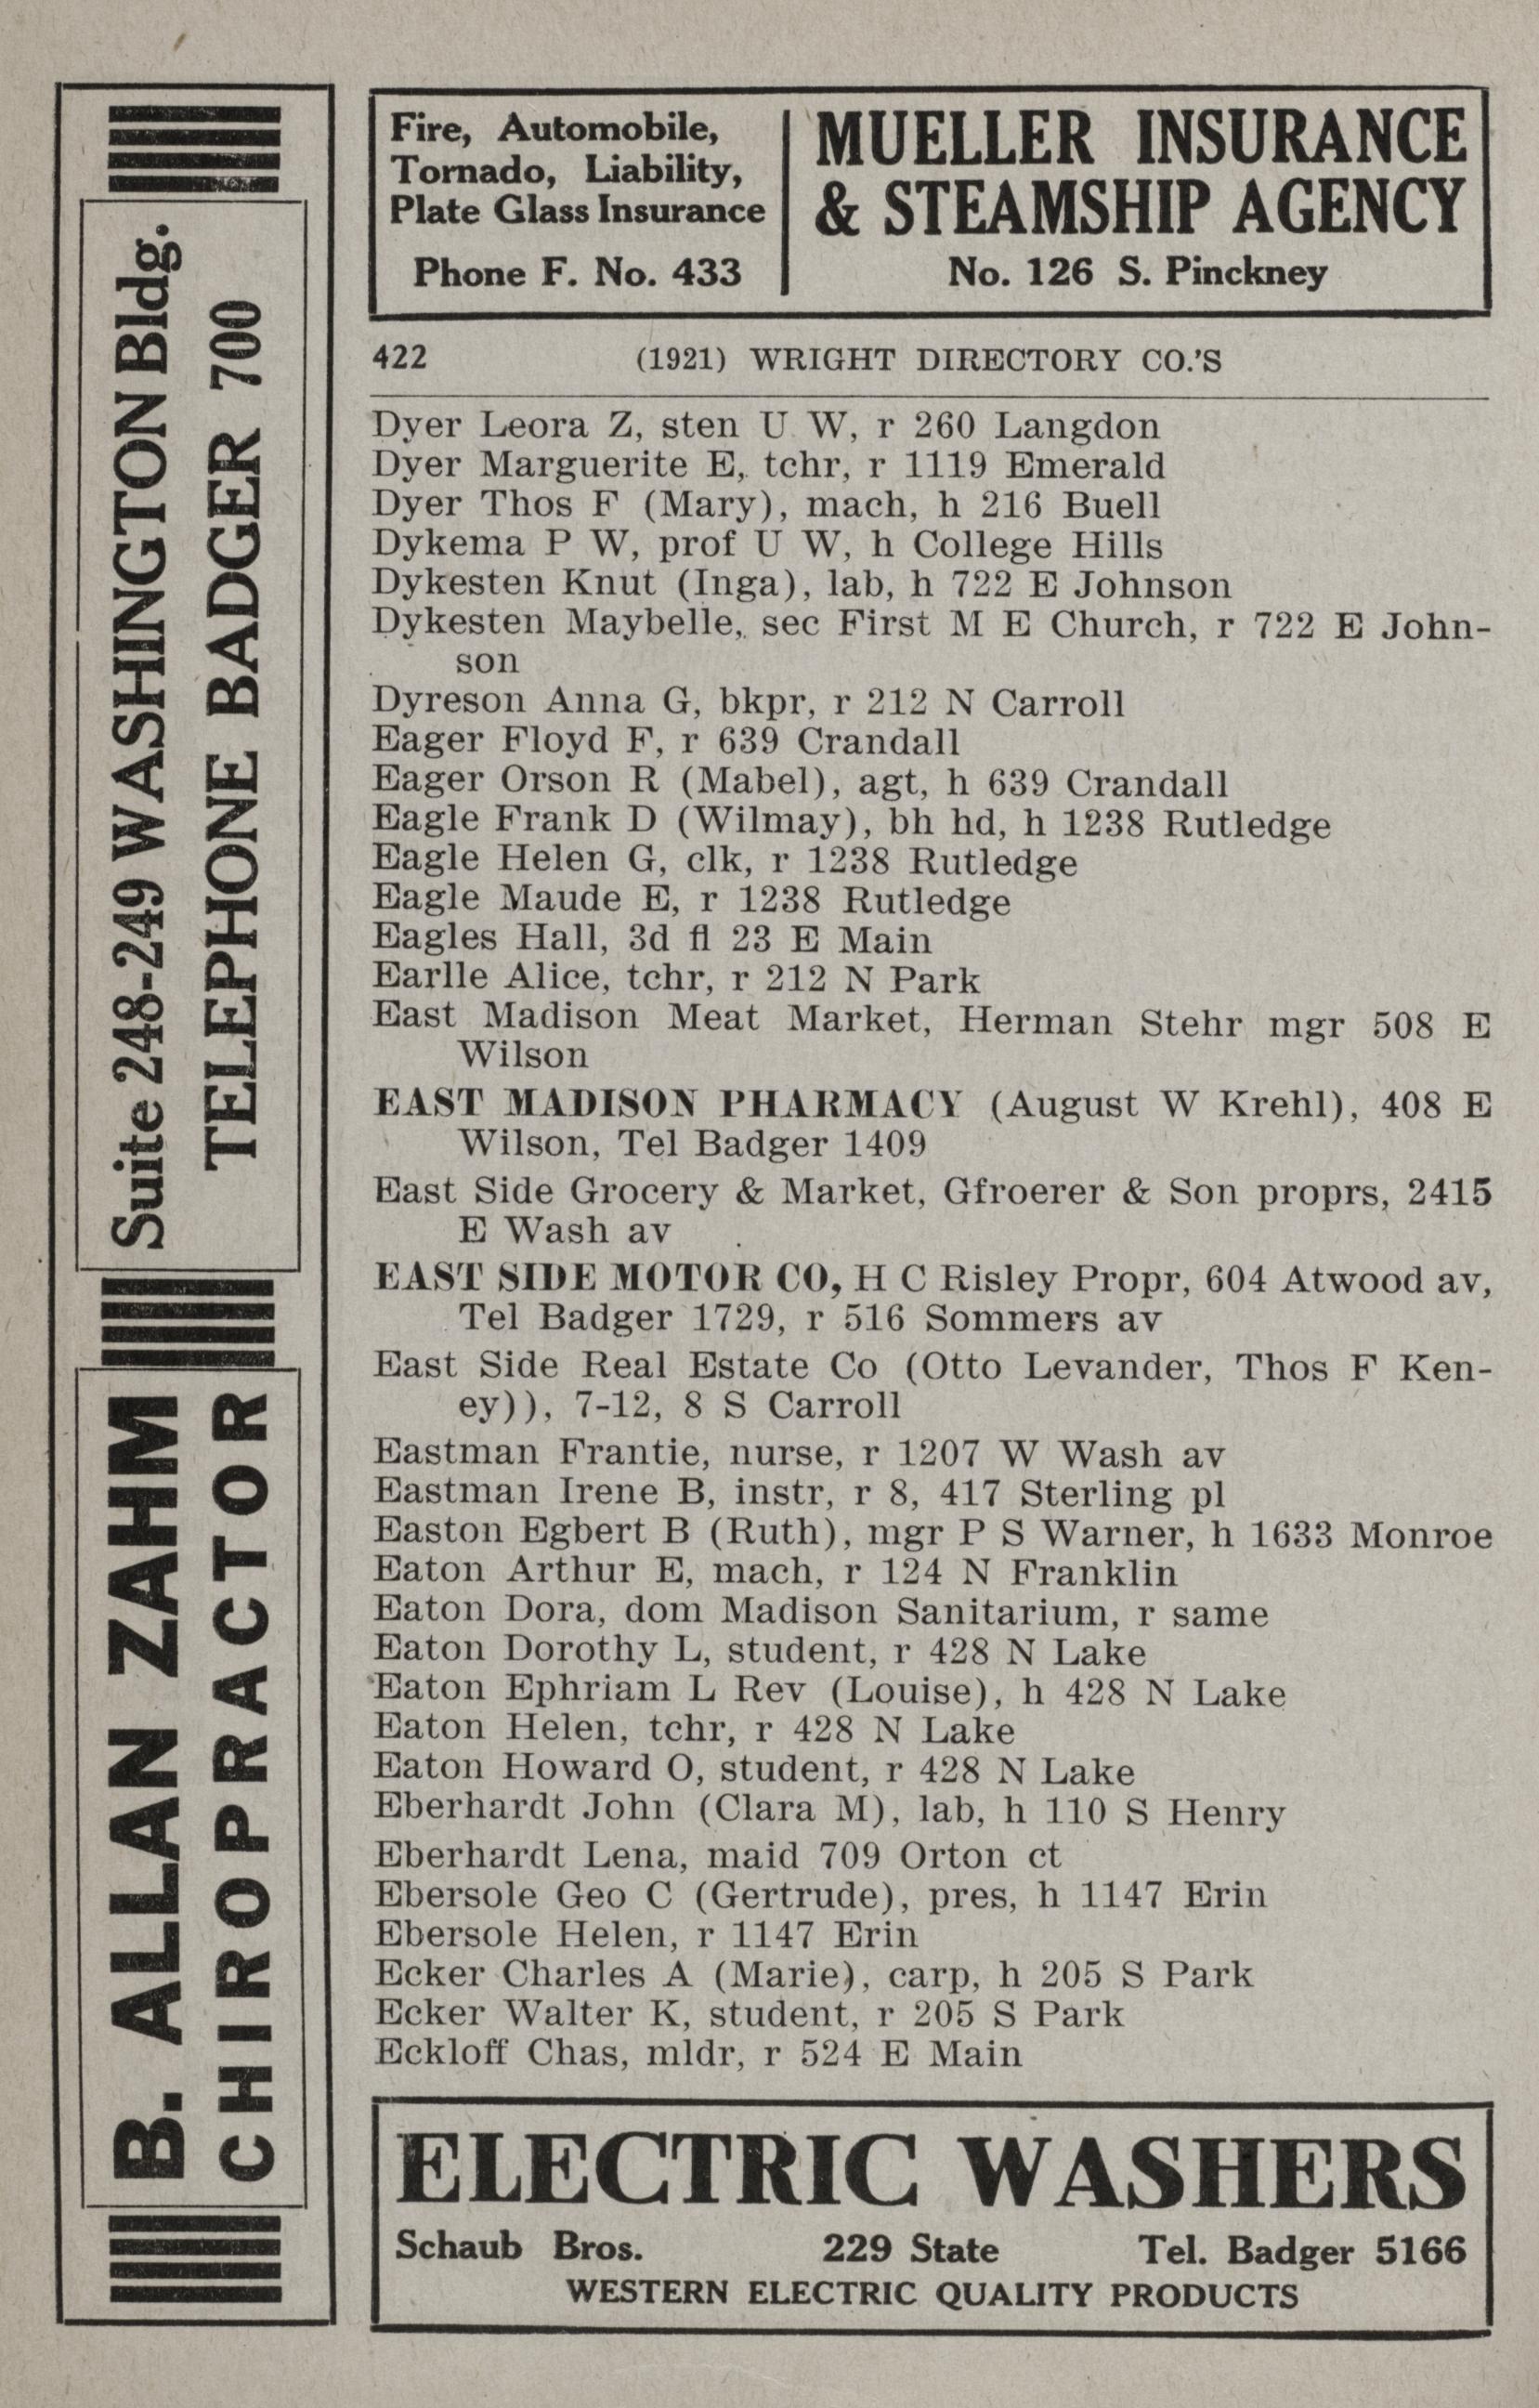 Fire, Automobile,
Tornado, Liability,
Plate Glass Insurance
Phone F. No. 433
MUELLER INSURANCE
& STEAMSHIP AGENCY
No. 126 S. Pinckney
Suite 248-249 WASHINGTON Bldg.
TELEPHONE BADGER 700
B. ALLAN ZAHM
CHIROPRACTOR
422 (1921) WRIGHT DIRECTORY CO.'S
Dyer Leora Z, sten U W, r 260 Langdon
Dyer Marguerite E, tchr, r 1119 Emerald
Dyer Thos F (Mary), mach, h 216 Buell
Dykema P W, prof U W, h College Hills
Dykesten Knut (Inga), lab, h 722 E Johnson
Dykesten Maybelle, sec First M E Church, r 722 E John-
son
Dyreson Anna G, bkpr, r 212 N Carroll
Eager Floyd F, r 639 Crandall
Eager Orson R (Mabel), agt, h 639 Crandall
Eagle Frank D (Wilmay), bh hd, h 1238 Rutledge
Eagle Helen G, clk, r 1238 Rutledge
Eagle Maude E, r 1238 Rutledge
Eagles Hall, 3d fl 23 E Main
Earlle Alice, tchr, r 212 N Park
East Madison Meat Market, Herman Stehr mgr 508 E
Wilson
EAST MADISON PHARMACY (August W Krehl), 408 E
Wilson, Tel Badger 1409
East Side Grocery & Market, Gfroerer & Son proprs, 2415
E Wash av
EAST SIDE MOTOR CO, H C Risley Propr, 604 Atwood av,
Tel Badger 1729, r 516 Sommers av
East Side Real Estate Co (Otto Levander, Thos F Ken-
ey)), 7-12, 8 S Carroll
Eastman Frantie, nurse, r 1207 W Wash av
Eastman Irene B, instr, r 8, 417 Sterling pl
Easton Egbert B (Ruth), mgr P S Warner, h 1633 Monroe
Eaton Arthur E, mach, r 124 N Franklin
Eaton Dora, dom Madison Sanitarium, r same
Eaton Dorothy L, student, r 428 N Lake
Eaton Ephriam L Rev (Louise), h 428 N Lake
Eaton Helen, tchr, r 428 N Lake
Eaton Howard O, student, r 428 N Lake
Eberhardt John (Clara M), lab, h 110 S Henry
Eberhardt Lena, maid 709 Orton ct
Ebersole Geo C (Gertrude), pres, h 1147 Erin
Ebersole Helen, r 1147 Erin
Ecker Charles A (Marie), carp, h 205 S Park
Ecker Walter K, student, r 205 S Park
Eckloff Chas, mldr, r 524 E Main
ELECTRIC WASHERS
Schaub Bros. 229 State Tel. Badger 5166
WESTERN ELECTRIC QUALITY PRODUCTS